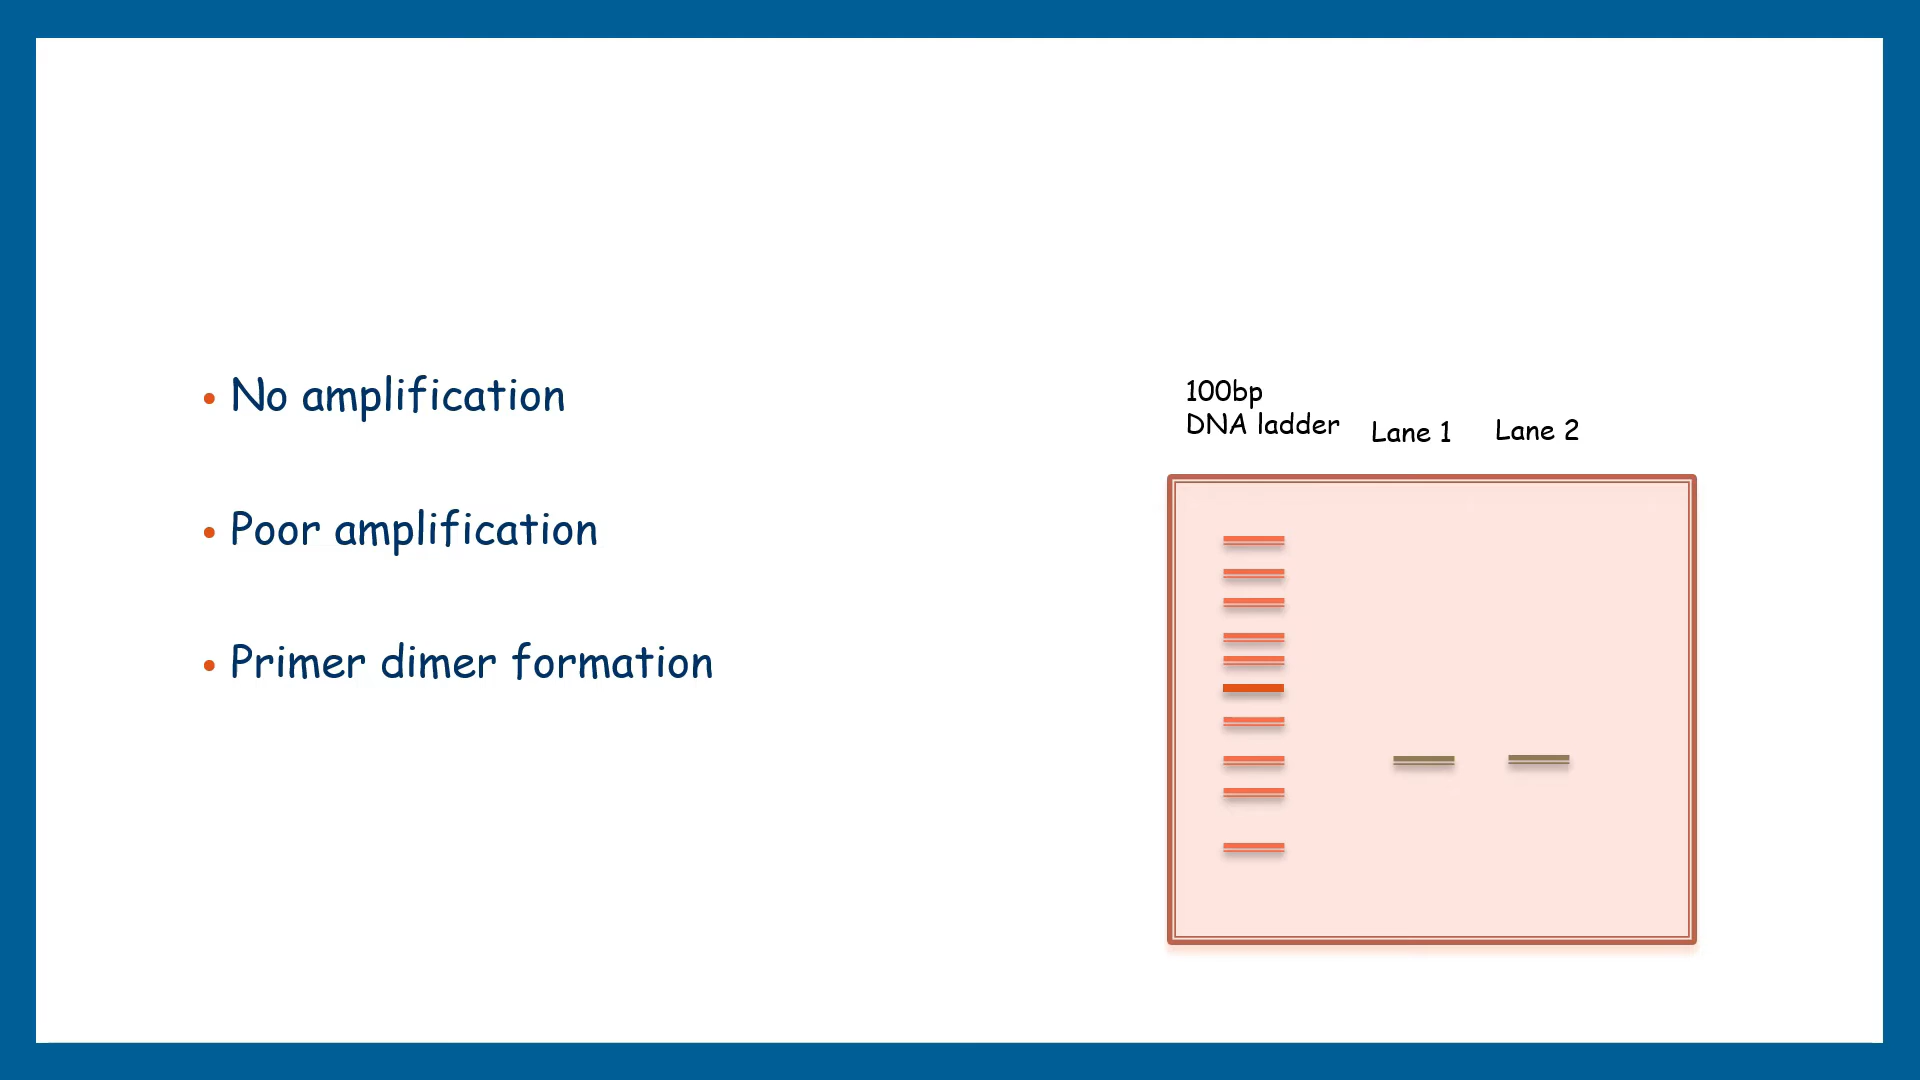 • No amplification
• Poor amplification
• Primer dimer formation
100bp
DNA ladder
Lane 1
Lane 2